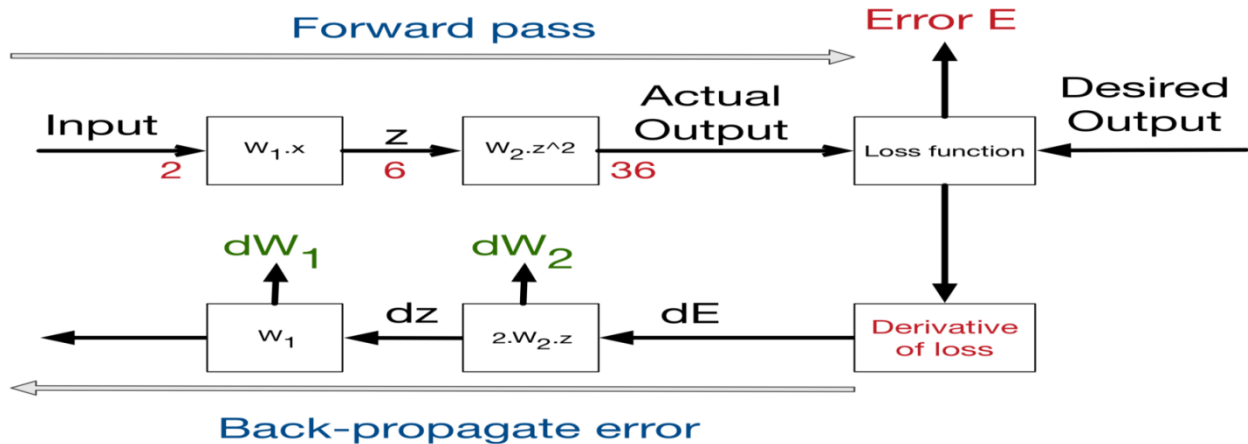 Forward pass
Error E
Input
2
W₁.x
z
6
W₂.z^2
Actual
Output
36
Loss function
Desired
Output
dW₁
dW₂
W₁
dz
2.W₂.z
dE
Derivative
of loss
Back-propagate error